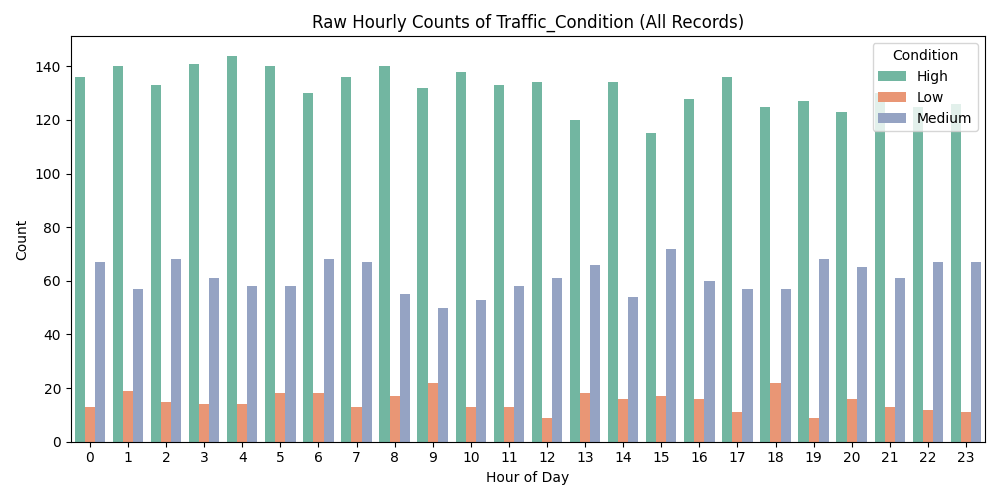 Raw Hourly Counts of Traffic_Condition (All Records)
Condition
High
Low
Medium
140
120
100
80
60
40
20
0
Count
0 1 2 3 4 5 6 7 8 9 10 11 12 13 14 15 16 17 18 19 20 21 22 23
Hour of Day